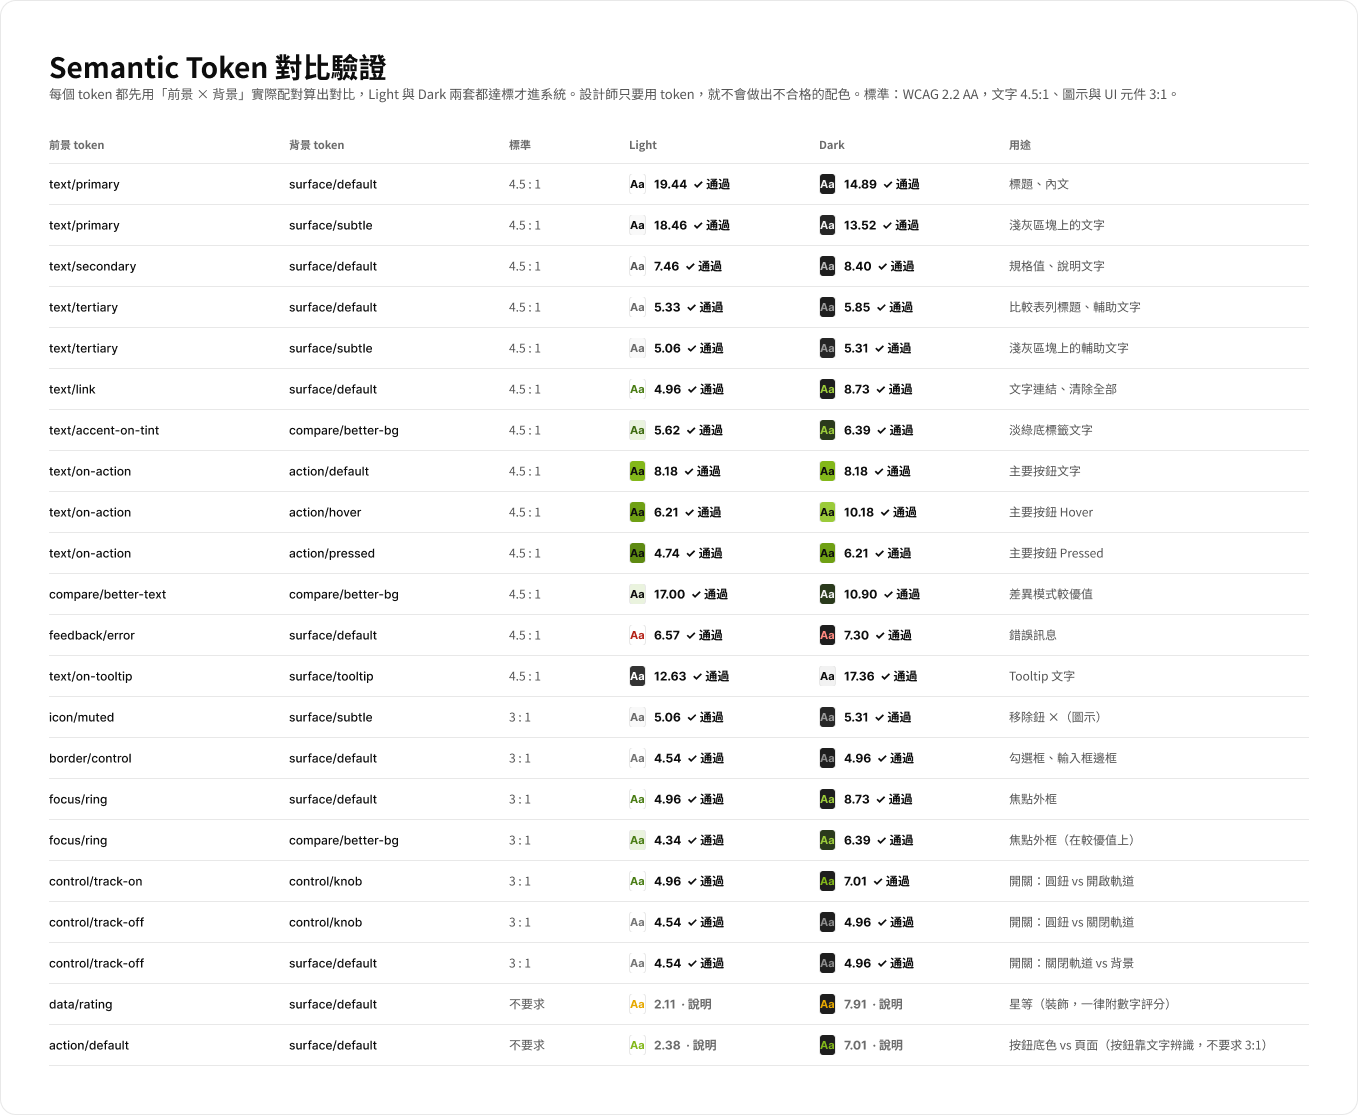 Semantic Token 對比驗證
每個 token 都先用「前景 × 背景」實際配對算出對比，Light 與 Dark 兩套都達標才進系統。設計師只要用 token，就不會做出不合格的配色。標準：WCAG 2.2 AA，文字 4.5:1、圖示與 UI 元件 3:1。
前景 token 背景 token 標準 Light Dark 用途
text/primary surface/default 4.5 : 1 Aa 19.44 ✓ 通過 Aa 14.89 ✓ 通過 標題、內文
text/primary surface/subtle 4.5 : 1 Aa 18.46 ✓ 通過 Aa 13.52 ✓ 通過 淺灰區塊上的文字
text/secondary surface/default 4.5 : 1 Aa 7.46 ✓ 通過 Aa 8.40 ✓ 通過 規格值、說明文字
text/tertiary surface/default 4.5 : 1 Aa 5.33 ✓ 通過 Aa 5.85 ✓ 通過 比較表列標題、輔助文字
text/tertiary surface/subtle 4.5 : 1 Aa 5.06 ✓ 通過 Aa 5.31 ✓ 通過 淺灰區塊上的輔助文字
text/link surface/default 4.5 : 1 Aa 4.96 ✓ 通過 Aa 8.73 ✓ 通過 文字連結、清除全部
text/accent-on-tint compare/better-bg 4.5 : 1 Aa 5.62 ✓ 通過 Aa 6.39 ✓ 通過 淡綠底標籤文字
text/on-action action/default 4.5 : 1 Aa 8.18 ✓ 通過 Aa 8.18 ✓ 通過 主要按鈕文字
text/on-action action/hover 4.5 : 1 Aa 6.21 ✓ 通過 Aa 10.18 ✓ 通過 主要按鈕 Hover
text/on-action action/pressed 4.5 : 1 Aa 4.74 ✓ 通過 Aa 6.21 ✓ 通過 主要按鈕 Pressed
compare/better-text compare/better-bg 4.5 : 1 Aa 17.00 ✓ 通過 Aa 10.90 ✓ 通過 差異模式較優值
feedback/error surface/default 4.5 : 1 Aa 6.57 ✓ 通過 Aa 7.30 ✓ 通過 錯誤訊息
text/on-tooltip surface/tooltip 4.5 : 1 Aa 12.63 ✓ 通過 Aa 17.36 ✓ 通過 Tooltip 文字
icon/muted surface/subtle 3 : 1 Aa 5.06 ✓ 通過 Aa 5.31 ✓ 通過 移除鈕 ×（圖示）
border/control surface/default 3 : 1 Aa 4.54 ✓ 通過 Aa 4.96 ✓ 通過 勾選框、輸入框邊框
focus/ring surface/default 3 : 1 Aa 4.96 ✓ 通過 Aa 8.73 ✓ 通過 焦點外框
focus/ring compare/better-bg 3 : 1 Aa 4.34 ✓ 通過 Aa 6.39 ✓ 通過 焦點外框（在較優值上）
control/track-on control/knob 3 : 1 Aa 4.96 ✓ 通過 Aa 7.01 ✓ 通過 開關：圓鈕 vs 開啟軌道
control/track-off control/knob 3 : 1 Aa 4.54 ✓ 通過 Aa 4.96 ✓ 通過 開關：圓鈕 vs 關閉軌道
control/track-off surface/default 3 : 1 Aa 4.54 ✓ 通過 Aa 4.96 ✓ 通過 開關：關閉軌道 vs 背景
data/rating surface/default 不要求 Aa 2.11 · 說明 Aa 7.91 · 說明 星等（裝飾，一律附數字評分）
action/default surface/default 不要求 Aa 2.38 · 說明 Aa 7.01 · 說明 按鈕底色 vs 頁面（按鈕靠文字辨識，不要求 3:1）